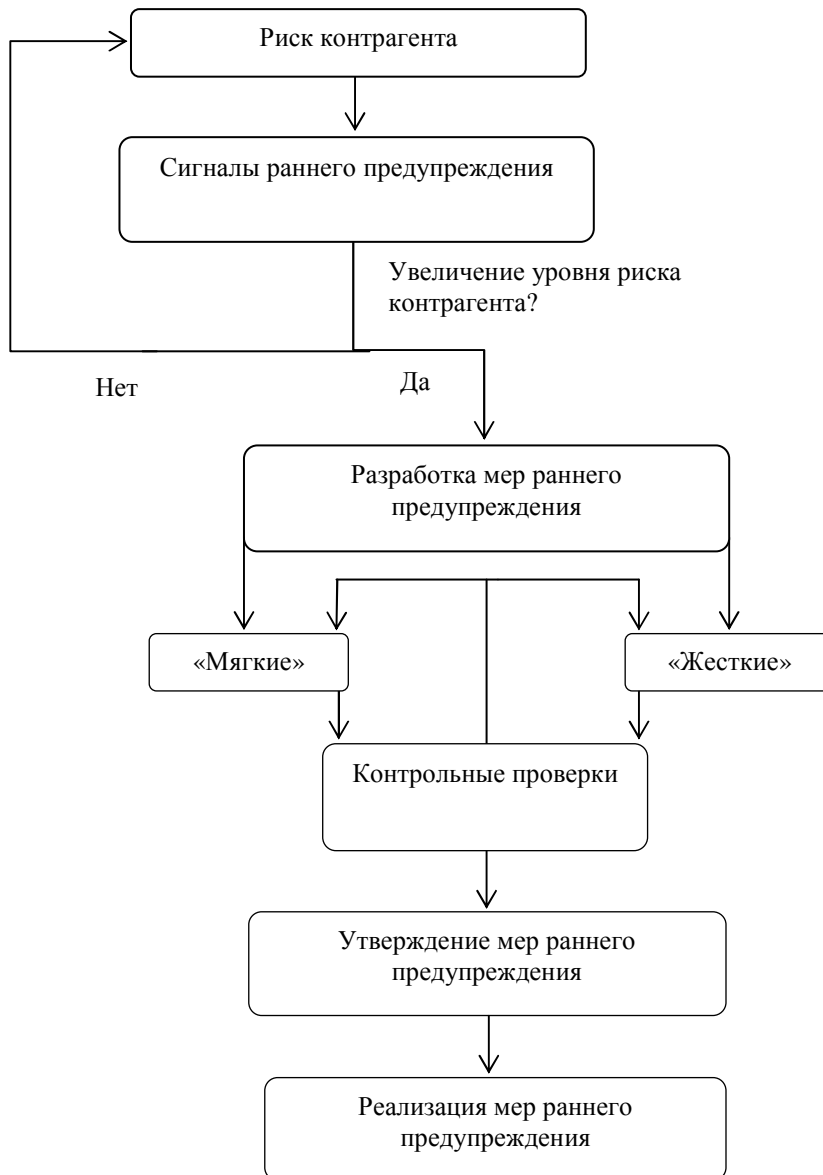 Риск контрагента
Сигналы раннего предупреждения
Увеличение уровня риска
контрагента?
Нет
Да
Разработка мер раннего
предупреждения
«Мягкие»
«Жесткие»
Контрольные проверки
Утверждение мер раннего
предупреждения
Реализация мер раннего
предупреждения